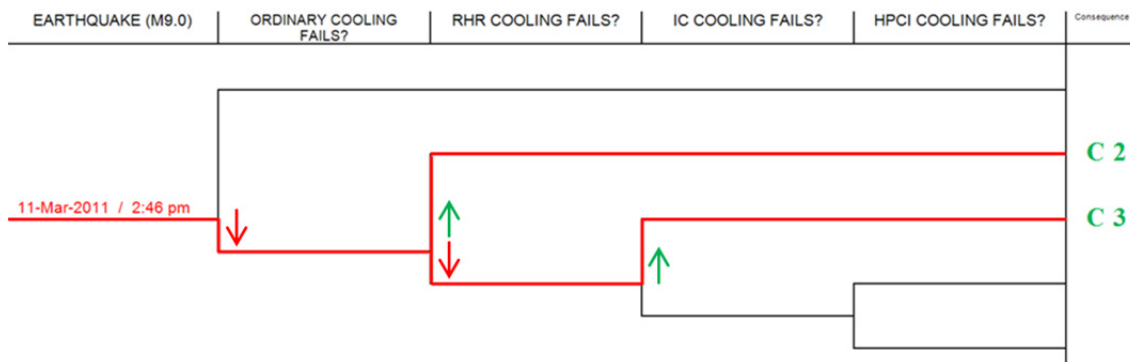 EARTHQUAKE (M9.0)
ORDINARY COOLING
FAILS?
RHR COOLING FAILS?
IC COOLING FAILS?
HPCI COOLING FAILS?
Consequence
C 2
11-Mar-2011 / 2:46 pm
C 3